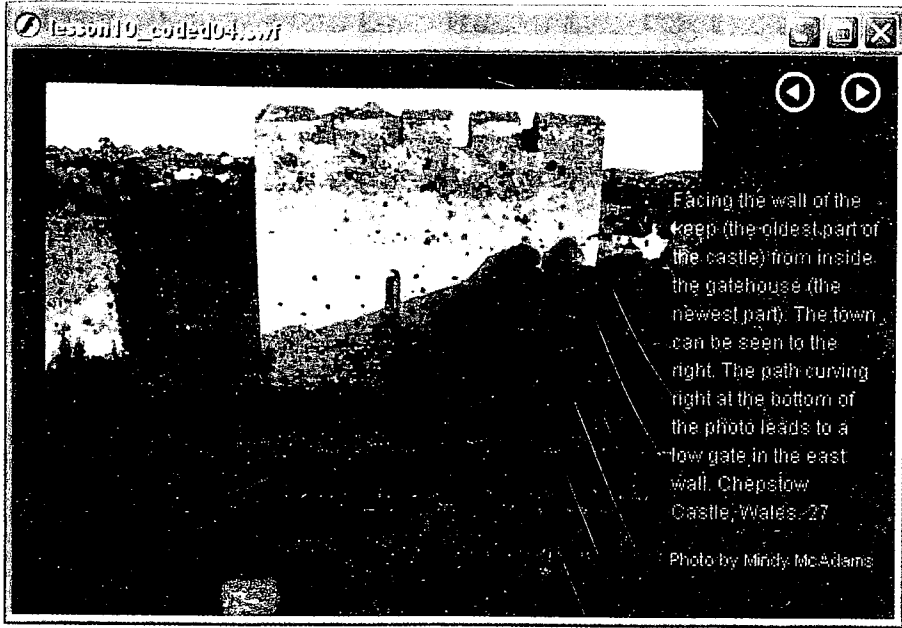 lesson10_coded04.swf
Facing the wall of the
keep (the oldest part of
the castle) from inside
the gatehouse (the
newest part). The town
can be seen to the
right. The path curving
right at the bottom of
the photo leads to a
low gate in the east
wall. Chepstow
Castle, Wales. 27
Photo by Mindy McAdams